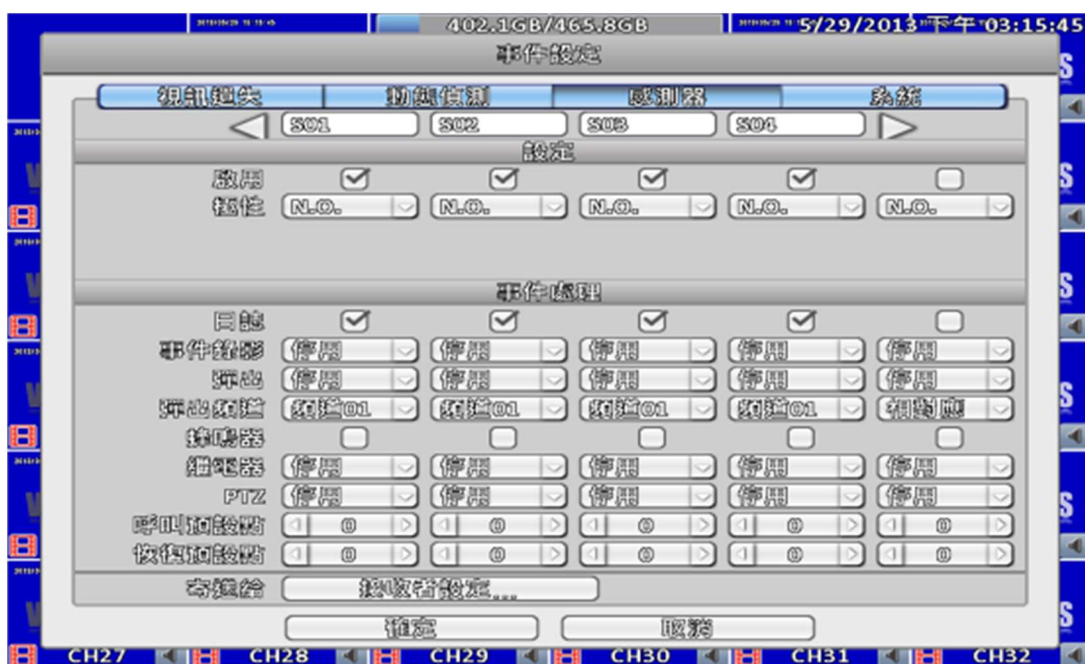 402.1GB/465.8GB
5/29/2013 下午 03:15:45
事件設定
視訊遺失 動態偵測 感測器 系統
S01 S02 S03 S04
設定
啟用
極性 N.O. N.O. N.O. N.O. N.O.
事件處理
日誌
事件錄影 停用 停用 停用 停用 停用
彈出 停用 停用 停用 停用 停用
彈出頻道 頻道01 頻道01 頻道01 頻道01 相對應
蜂鳴器
繼電器 停用 停用 停用 停用 停用
PTZ 停用 停用 停用 停用 停用
呼叫預設點 0 0 0 0 0
恢復預設點 0 0 0 0 0
寄送給 接收者設定...
確定 取消
CH27 CH28 CH29 CH30 CH31 CH32